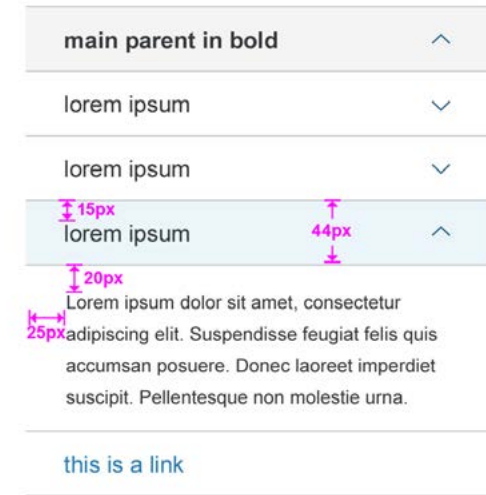 main parent in bold
lorem ipsum
lorem ipsum
15px
lorem ipsum
44px
20px
Lorem ipsum dolor sit amet, consectetur
25px
adipiscing elit. Suspendisse feugiat felis quis
accumsan posuere. Donec laoreet imperdiet
suscipit. Pellentesque non molestie urna.
this is a link